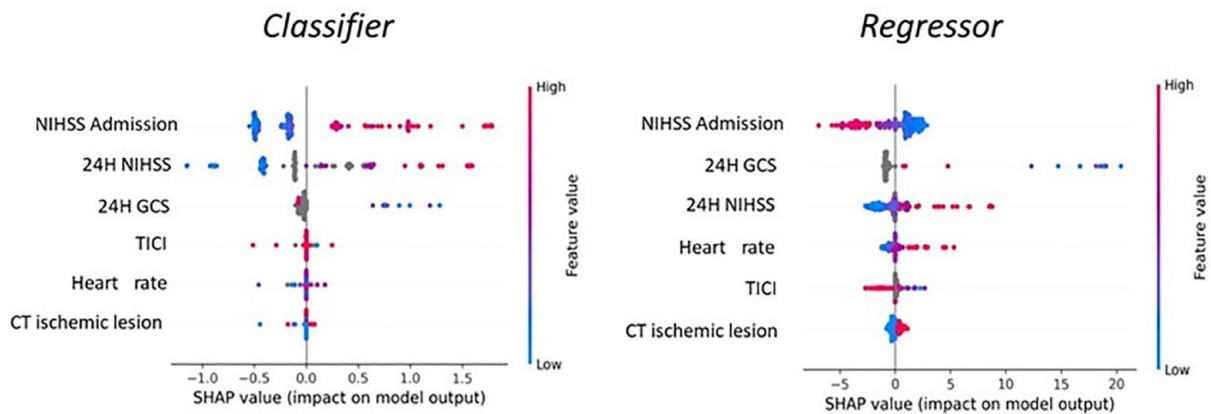 Classifier
NIHSS Admission
24H NIHSS
24H GCS
TICI
Heart rate
CT ischemic lesion
High
Feature value
Low
−1.0 −0.5 0.0 0.5 1.0 1.5
SHAP value (impact on model output)
Regressor
NIHSS Admission
24H GCS
24H NIHSS
Heart rate
TICI
CT ischemic lesion
High
Feature value
Low
−5 0 5 10 15 20
SHAP value (impact on model output)